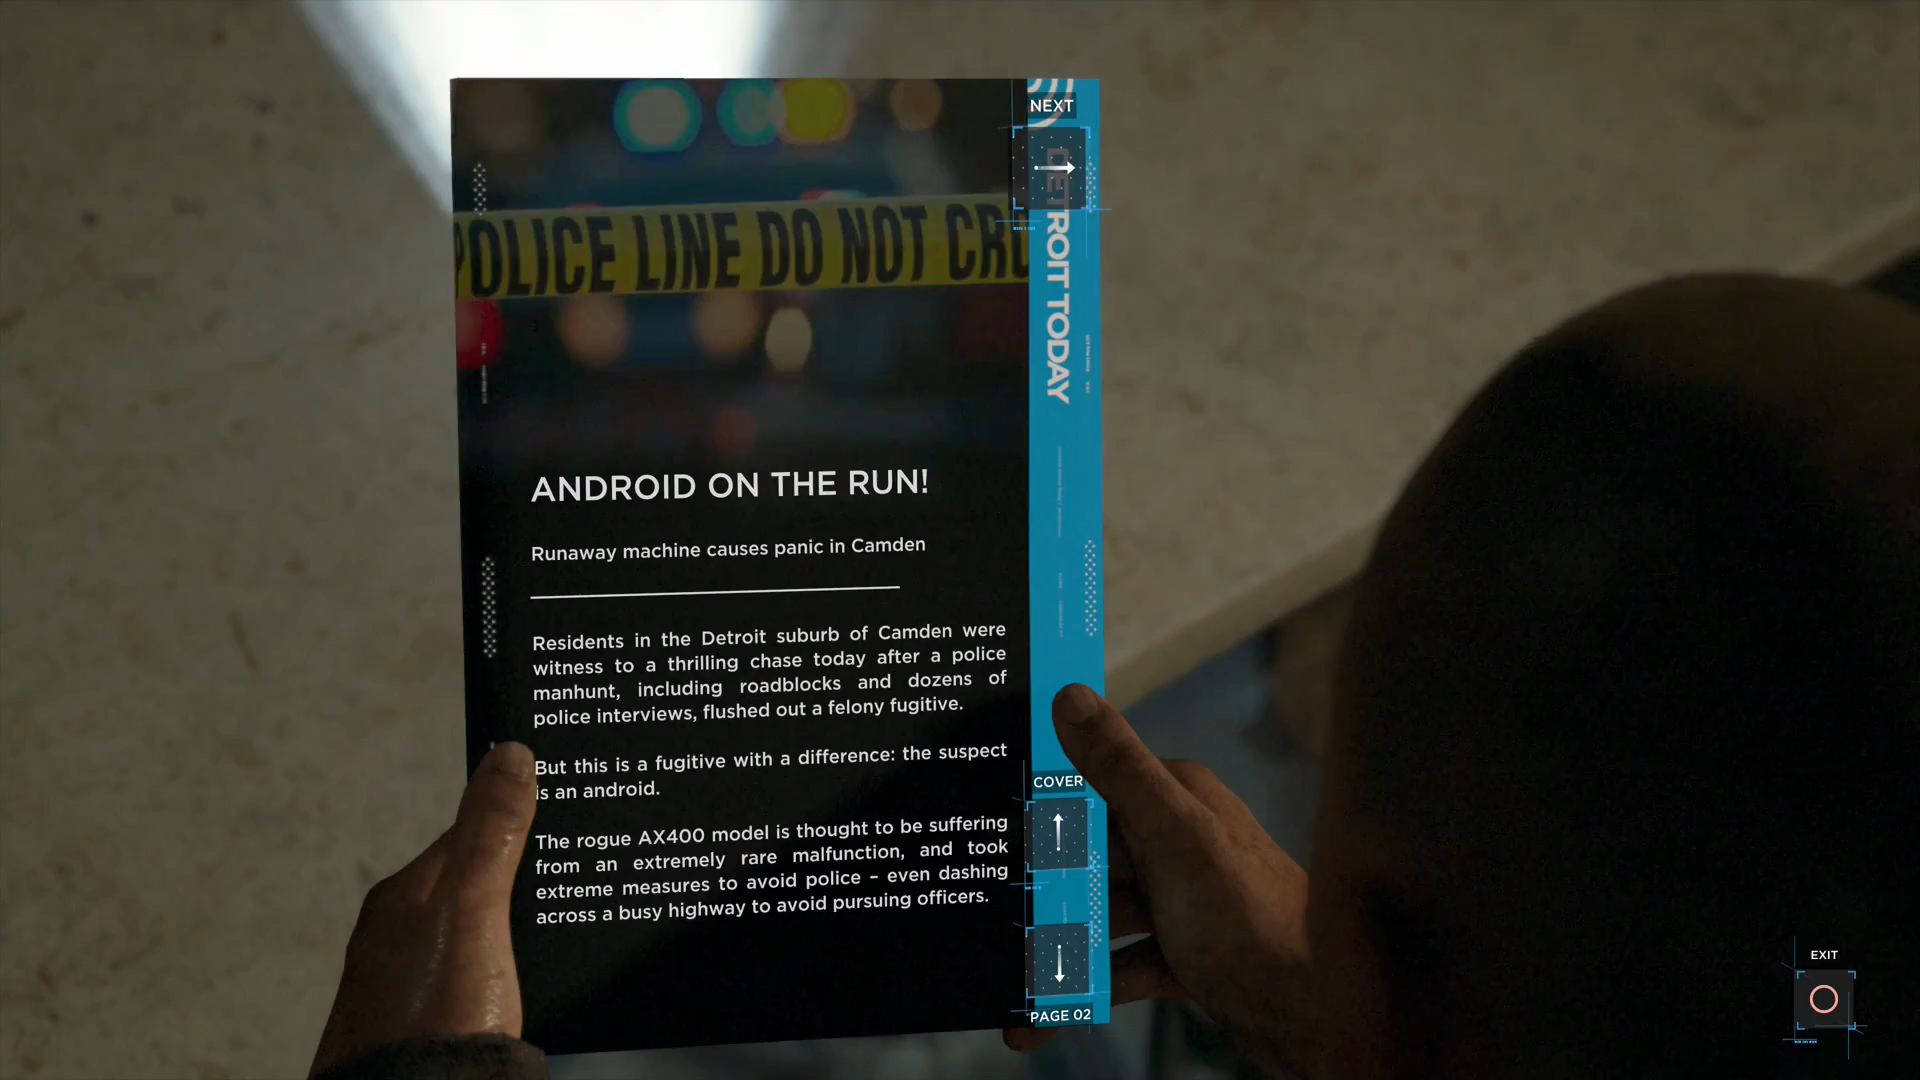 POLICE LINE DO NOT CRO
NEXT
DETROIT TODAY
ANDROID ON THE RUN!
Runaway machine causes panic in Camden
Residents in the Detroit suburb of Camden were
witness to a thrilling chase today after a police
manhunt, including roadblocks and dozens of
police interviews, flushed out a felony fugitive.
But this is a fugitive with a difference: the suspect
is an android.
The rogue AX400 model is thought to be suffering
from an extremely rare malfunction, and took
extreme measures to avoid police – even dashing
across a busy highway to avoid pursuing officers.
COVER
PAGE 02
EXIT